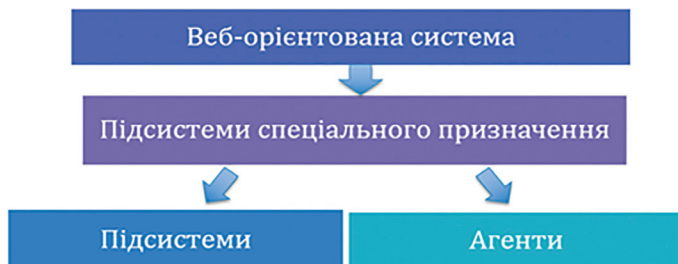 Веб-орієнтована система
Підсистеми спеціального призначення
Підсистеми
Агенти